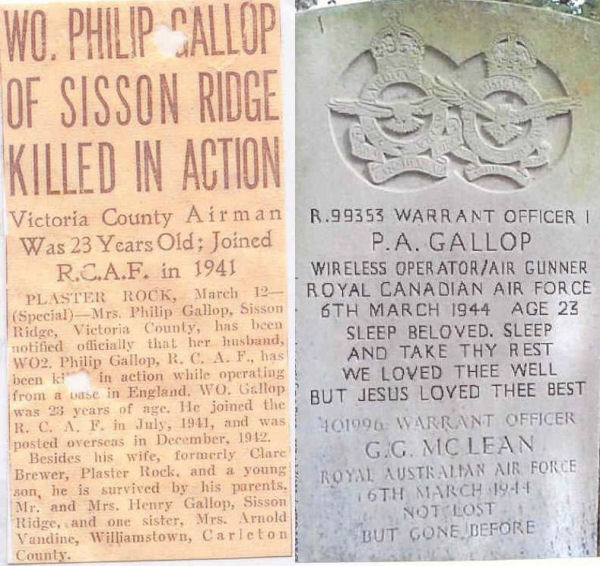 WO. PHILIP GALLOP
OF SISSON RIDGE
KILLED IN ACTION
Victoria County Airman
Was 23 Years Old; Joined
R.C.A.F. in 1941
PLASTER ROCK, March 12—
(Special)—Mrs. Philip Gallop, Sisson
Ridge, Victoria County, has been
notified officially that her husband,
WO2. Philip Gallop, R. C. A. F., has
been in action while operating
from a base in England. WO. Gallop
was 23 years of age. He joined the
R. C. A. F. in July, 1941, and was
posted overseas in December, 1942.
Besides his wife, formerly Clare
Brewer, Plaster Rock, and a young
son, he is survived by his parents,
Mr. and Mrs. Henry Gallop, Sisson
Ridge, and one sister, Mrs. Arnold
Vandine, Williamstown, Carleton
County.
R.99353 WARRANT OFFICER I
P.A. GALLOP
WIRELESS OPERATOR/AIR GUNNER
ROYAL CANADIAN AIR FORCE
6TH MARCH 1944 AGE 23
SLEEP BELOVED. SLEEP
AND TAKE THY REST
WE LOVED THEE WELL
BUT JESUS LOVED THEE BEST
401996 WARRANT OFFICER
G.G. MCLEAN
ROYAL AUSTRALIAN AIR FORCE
6TH MARCH 1944
NOT LOST
BUT GONE BEFORE